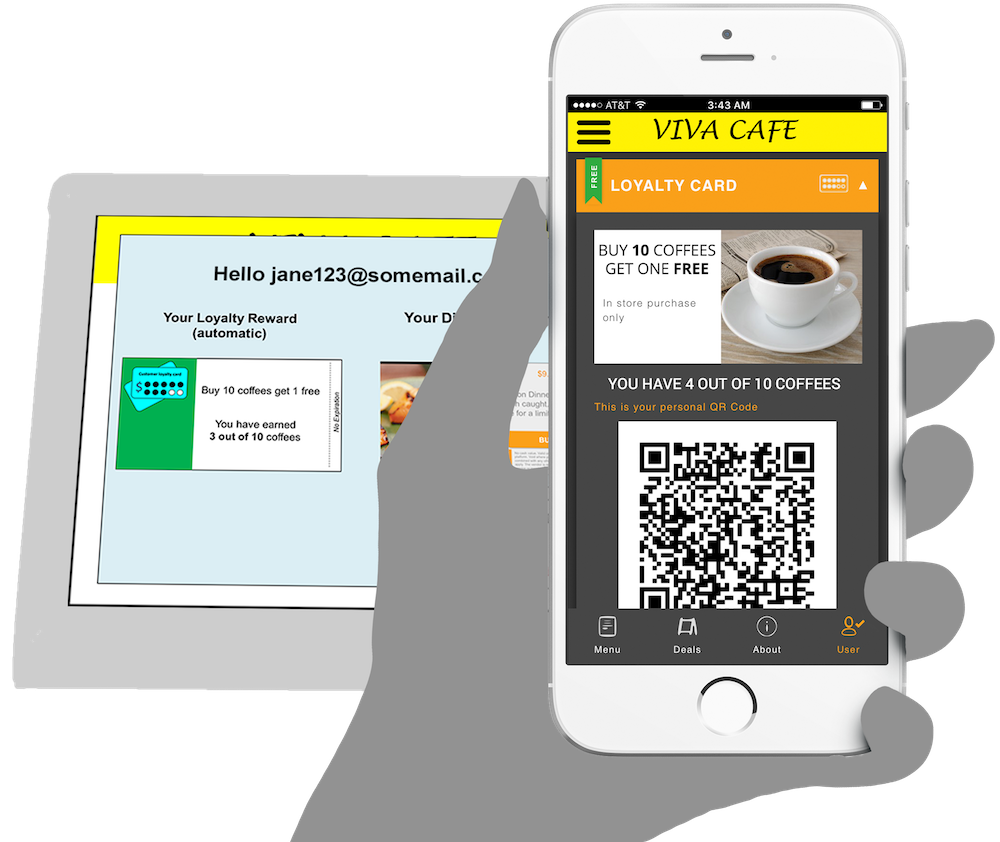 Hello jane123@somemail.c
Your Loyalty Reward
(automatic)
Your Di
Customer loyalty card
$
Buy 10 coffees get 1 free
You have earned
3 out of 10 coffees
No Expiration
$9.
on Dinne
h caught.
for a limi
BU
AT&T
3:43 AM
VIVA CAFE
FREE
LOYALTY CARD
BUY 10 COFFEES
GET ONE FREE
In store purchase
only
YOU HAVE 4 OUT OF 10 COFFEES
This is your personal QR Code
Menu
Deals
About
User